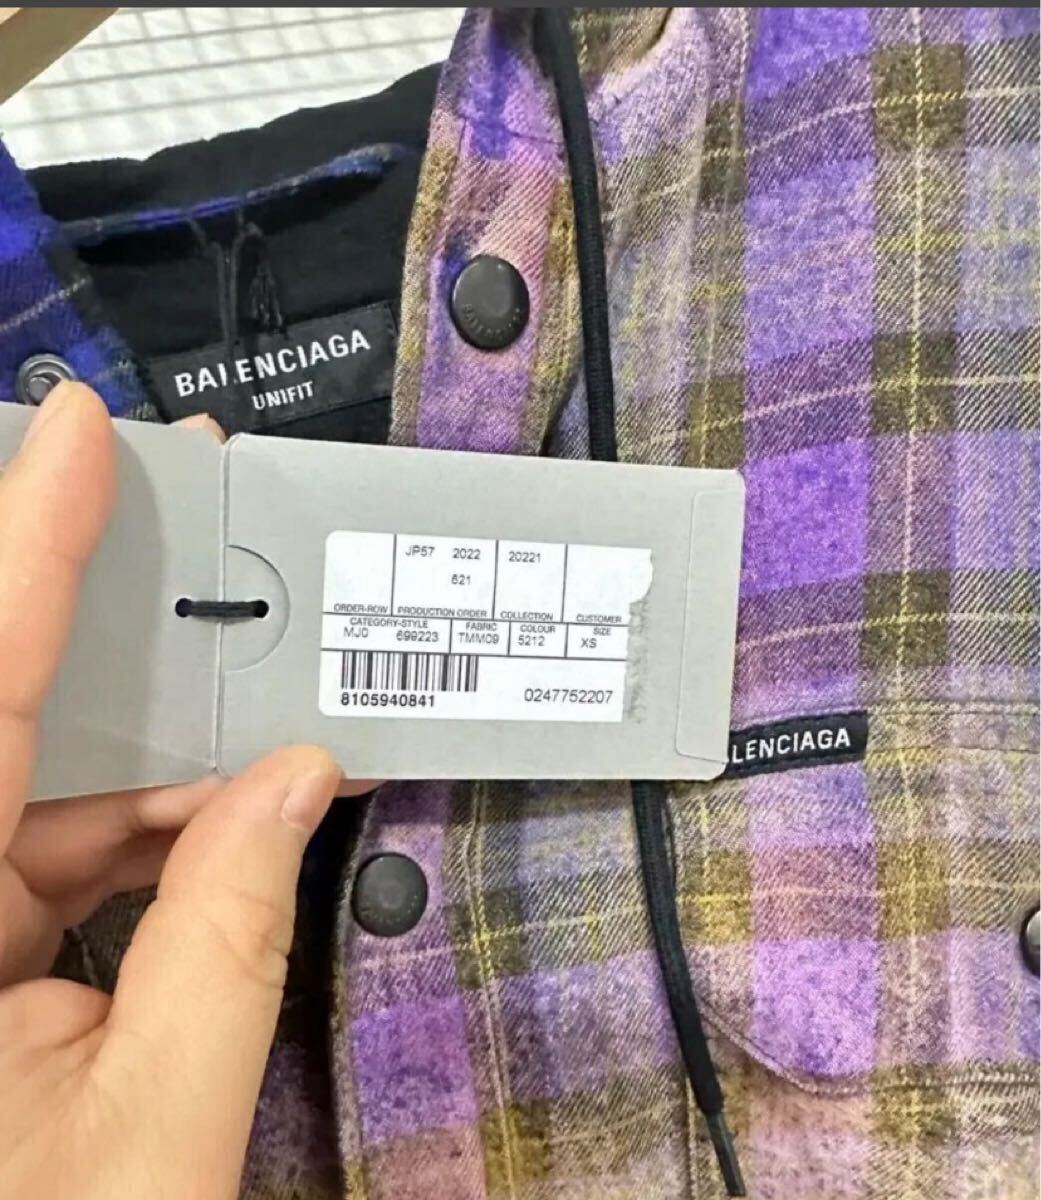 BALENCIAGA
UNIFIT
JP57 2022 20221
621
ORDER-ROW PRODUCTION ORDER COLLECTION CUSTOMER
CATEGORY-STYLE FABRIC COLOUR SIZE
MJ0 699223 TMM09 5212 XS
8105940841 0247752207
LENCIAGA